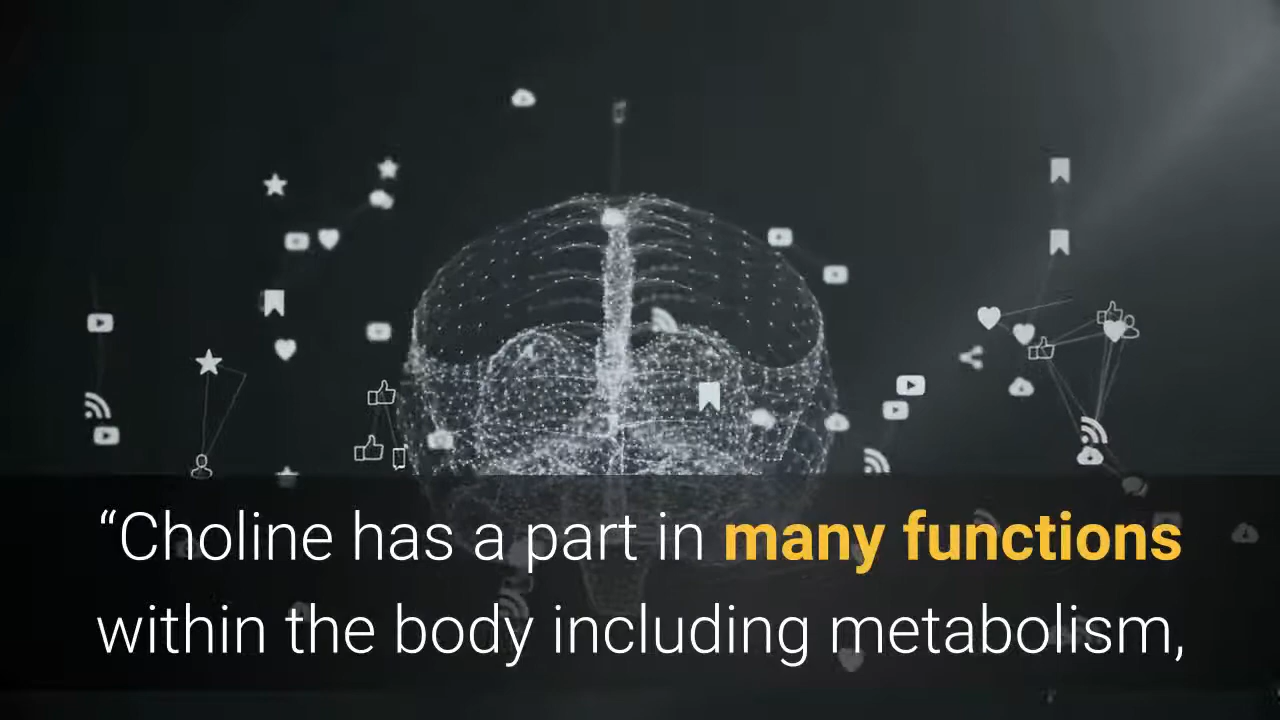 “Choline has a part in many functions
within the body including metabolism,